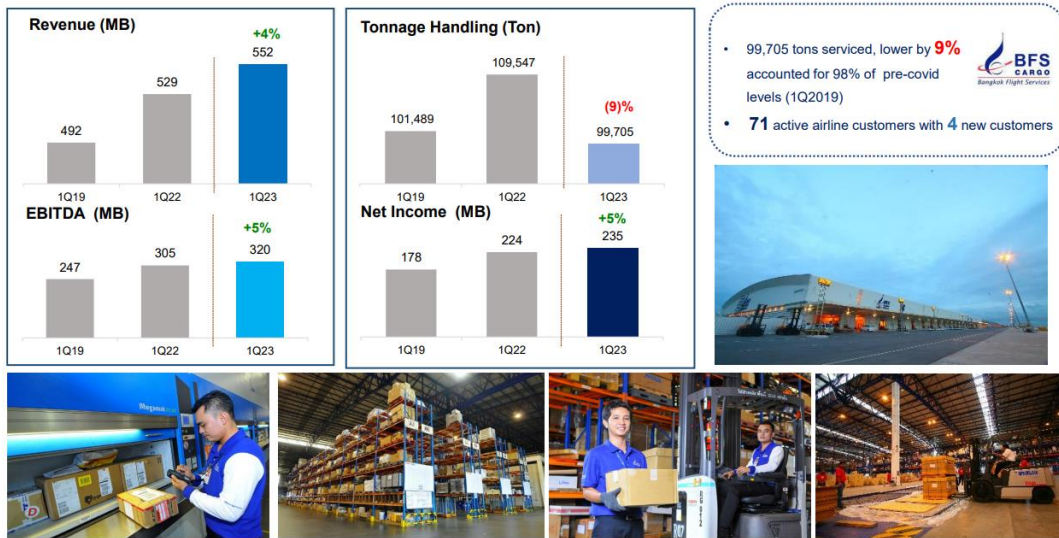 Revenue (MB)
+4%
552
529
492
1Q19 1Q22 1Q23
EBITDA (MB)
+5%
320
305
247
1Q19 1Q22 1Q23
Tonnage Handling (Ton)
109,547
(9)%
101,489
99,705
1Q19 1Q22 1Q23
Net Income (MB)
+5%
235
224
178
1Q19 1Q22 1Q23
• 99,705 tons serviced, lower by 9%
accounted for 98% of pre-covid
levels (1Q2019)
• 71 active airline customers with 4 new customers
BFS
CARGO
Bangkok Flight Services